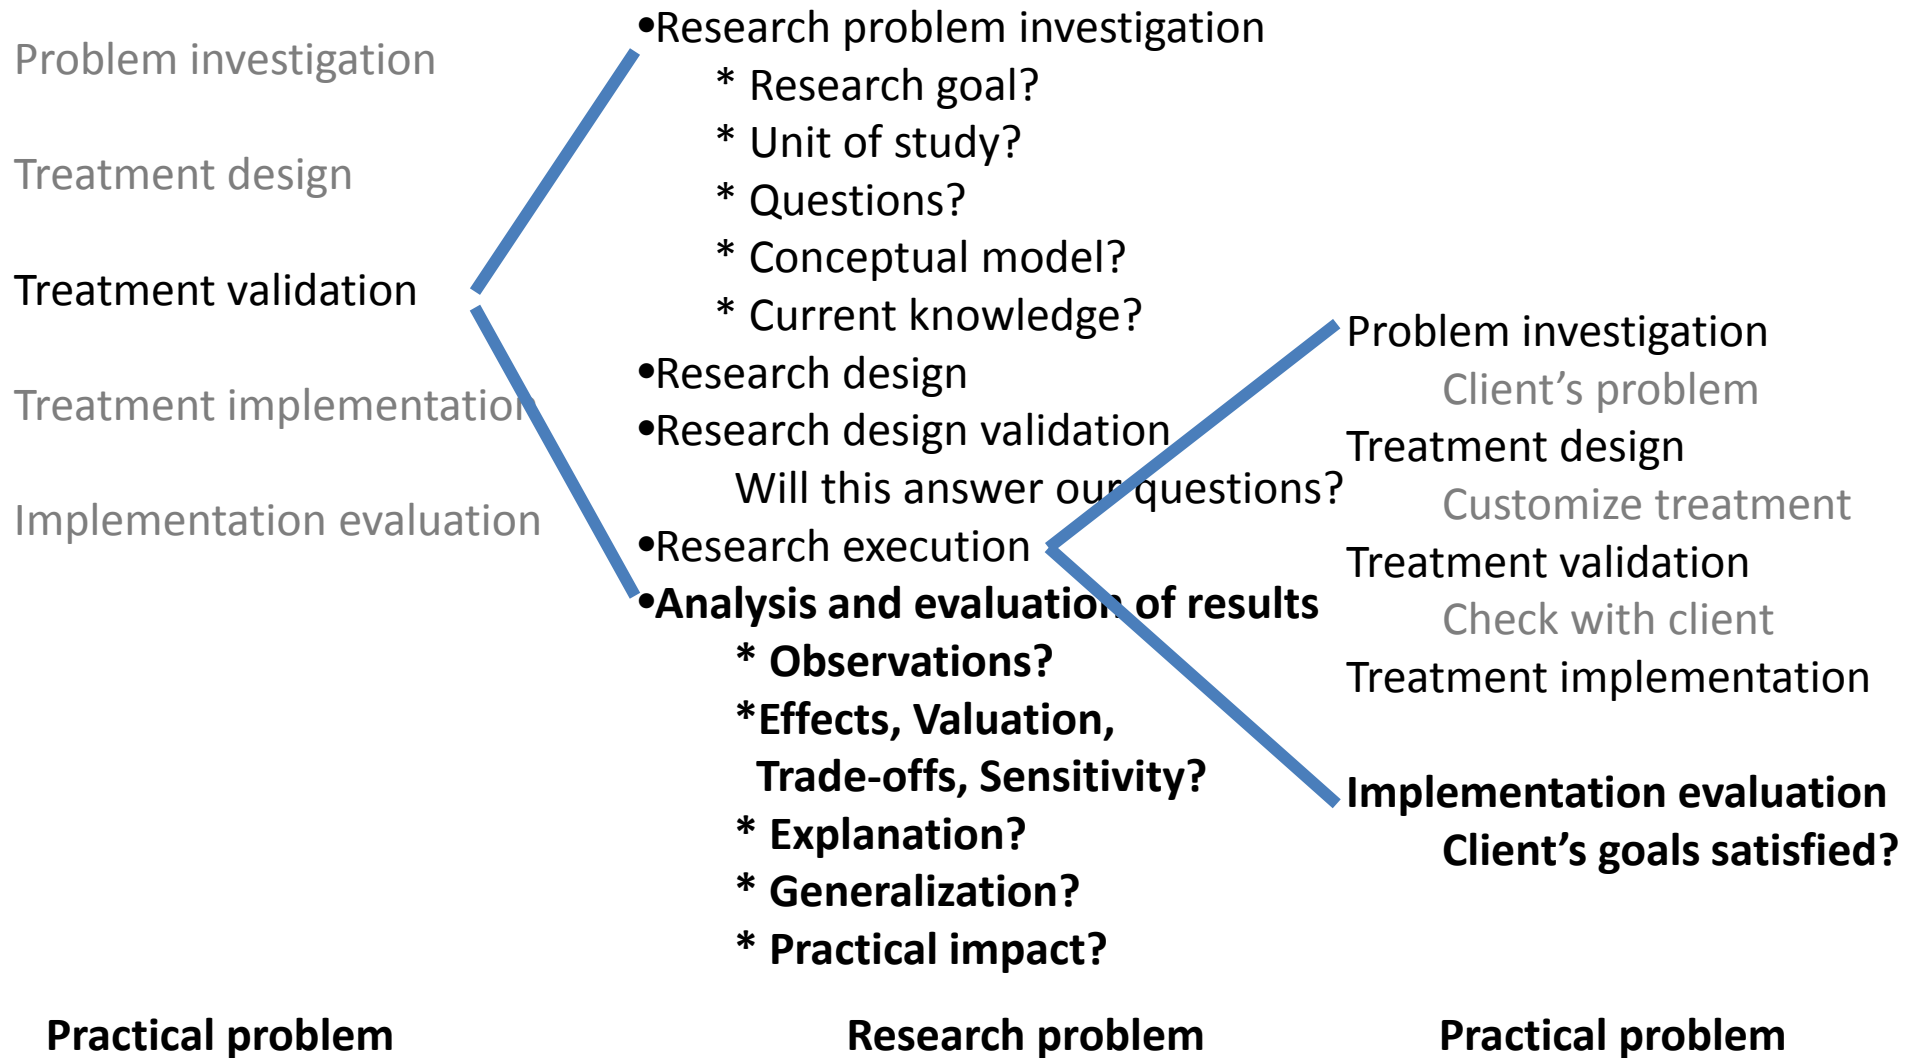 Problem investigation
Treatment design
Treatment validation
Treatment implementation
Implementation evaluation
•Research problem investigation
* Research goal?
* Unit of study?
* Questions?
* Conceptual model?
* Current knowledge?
•Research design
•Research design validation
Will this answer our questions?
•Research execution
•Analysis and evaluation of results
* Observations?
*Effects, Valuation,
Trade-offs, Sensitivity?
* Explanation?
* Generalization?
* Practical impact?
Problem investigation
Client’s problem
Treatment design
Customize treatment
Treatment validation
Check with client
Treatment implementation
Implementation evaluation
Client’s goals satisfied?
Practical problem
Research problem
Practical problem